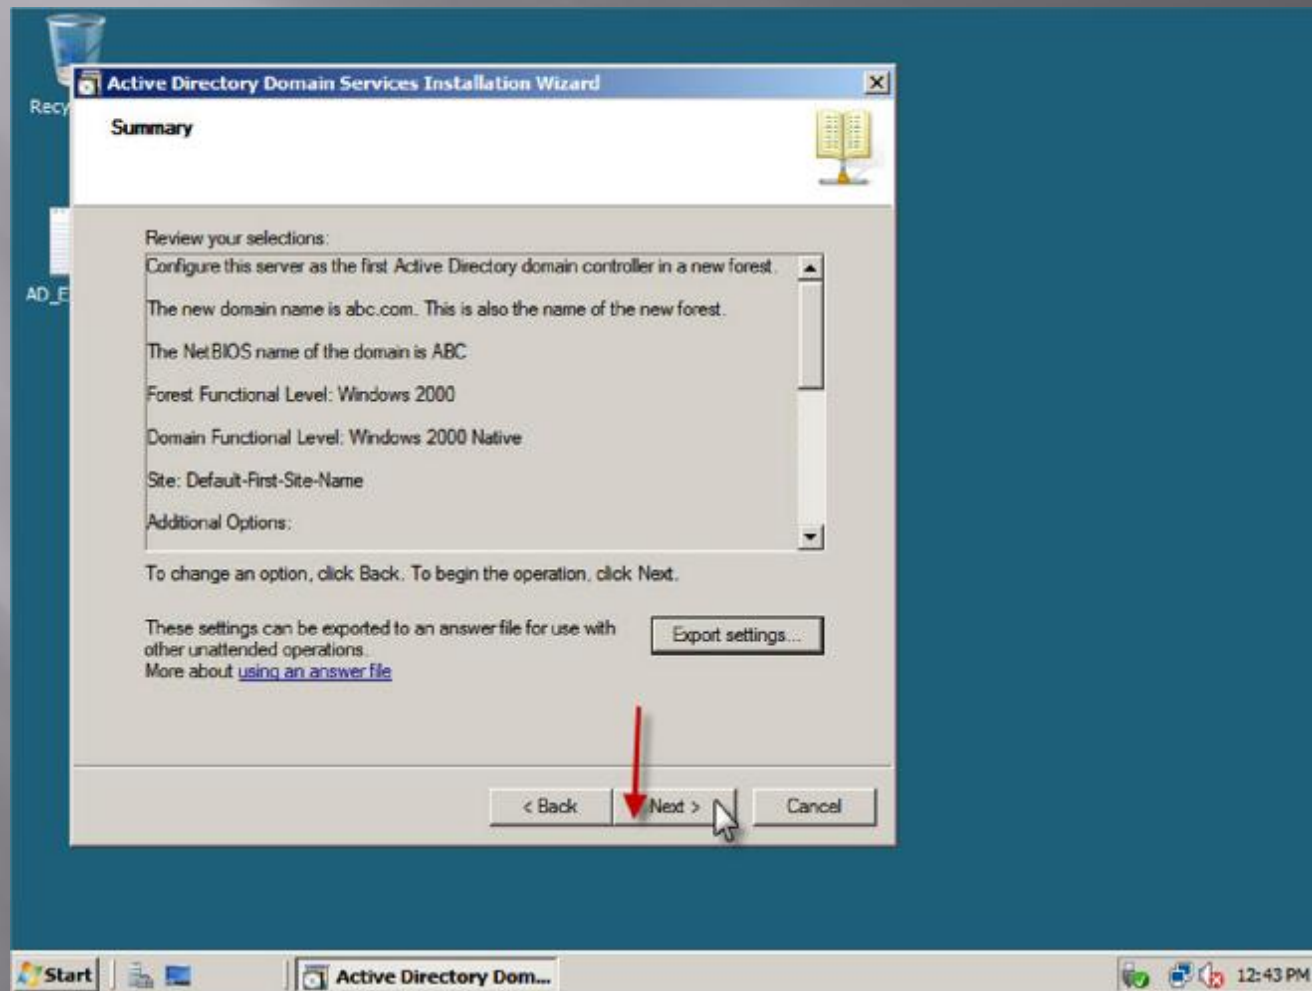 Recy
AD_E
Active Directory Domain Services Installation Wizard
Summary
Review your selections:
Configure this server as the first Active Directory domain controller in a new forest.
The new domain name is abc.com. This is also the name of the new forest.
The NetBIOS name of the domain is ABC
Forest Functional Level: Windows 2000
Domain Functional Level: Windows 2000 Native
Site: Default-First-Site-Name
Additional Options:
To change an option, click Back. To begin the operation, click Next.
These settings can be exported to an answer file for use with
other unattended operations.
More about using an answer file
Export settings...
< Back
Next >
Cancel
Start
Active Directory Dom...
12:43 PM